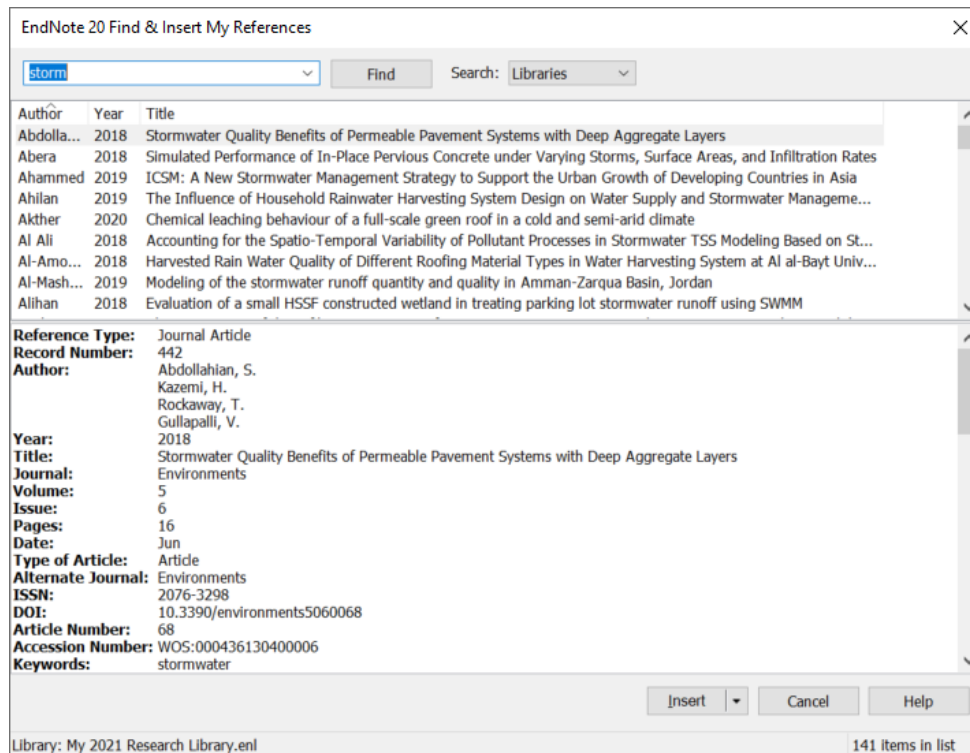 EndNote 20 Find & Insert My References
storm Find Search: Libraries
Author Year Title
Abdolla... 2018 Stormwater Quality Benefits of Permeable Pavement Systems with Deep Aggregate Layers
Abera 2018 Simulated Performance of In-Place Pervious Concrete under Varying Storms, Surface Areas, and Infiltration Rates
Ahammed 2019 ICSM: A New Stormwater Management Strategy to Support the Urban Growth of Developing Countries in Asia
Ahilan 2019 The Influence of Household Rainwater Harvesting System Design on Water Supply and Stormwater Manageme...
Akther 2020 Chemical leaching behaviour of a full-scale green roof in a cold and semi-arid climate
Al Ali 2018 Accounting for the Spatio-Temporal Variability of Pollutant Processes in Stormwater TSS Modeling Based on St...
Al-Amo... 2018 Harvested Rain Water Quality of Different Roofing Material Types in Water Harvesting System at Al al-Bayt Univ...
Al-Mash... 2019 Modeling of the stormwater runoff quantity and quality in Amman-Zarqua Basin, Jordan
Alihan 2018 Evaluation of a small HSSF constructed wetland in treating parking lot stormwater runoff using SWMM
Reference Type: Journal Article
Record Number: 442
Author: Abdollahian, S.
Kazemi, H.
Rockaway, T.
Gullapalli, V.
Year: 2018
Title: Stormwater Quality Benefits of Permeable Pavement Systems with Deep Aggregate Layers
Journal: Environments
Volume: 5
Issue: 6
Pages: 16
Date: Jun
Type of Article: Article
Alternate Journal: Environments
ISSN: 2076-3298
DOI: 10.3390/environments5060068
Article Number: 68
Accession Number: WOS:000436130400006
Keywords: stormwater
Insert Cancel Help
Library: My 2021 Research Library.enl 141 items in list